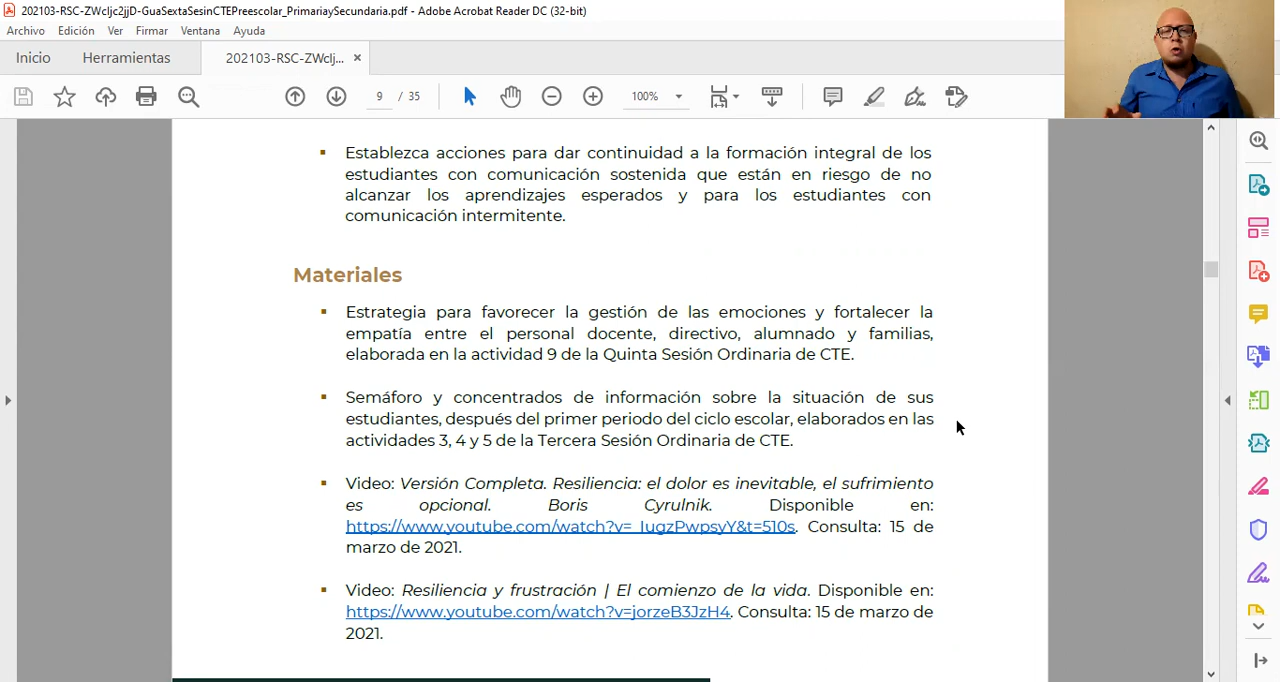 202103-RSC-ZWcIjc2jjD-GuaSextaSesinCTEPreescolar_PrimariaySecundaria.pdf - Adobe Acrobat Reader DC (32-bit)
Archivo Edición Ver Firmar Ventana Ayuda
Inicio Herramientas 202103-RSC-ZWcIj... ×
9 / 35 100%
▪ Establezca acciones para dar continuidad a la formación integral de los
estudiantes con comunicación sostenida que están en riesgo de no
alcanzar los aprendizajes esperados y para los estudiantes con
comunicación intermitente.
Materiales
▪ Estrategia para favorecer la gestión de las emociones y fortalecer la
empatía entre el personal docente, directivo, alumnado y familias,
elaborada en la actividad 9 de la Quinta Sesión Ordinaria de CTE.
▪ Semáforo y concentrados de información sobre la situación de sus
estudiantes, después del primer periodo del ciclo escolar, elaborados en las
actividades 3, 4 y 5 de la Tercera Sesión Ordinaria de CTE.
▪ Video: Versión Completa. Resiliencia: el dolor es inevitable, el sufrimiento
es opcional. Boris Cyrulnik. Disponible en:
https://www.youtube.com/watch?v=_IugzPwpsyY&t=510s. Consulta: 15 de
marzo de 2021.
▪ Video: Resiliencia y frustración | El comienzo de la vida. Disponible en:
https://www.youtube.com/watch?v=jorzeB3JzH4. Consulta: 15 de marzo de
2021.